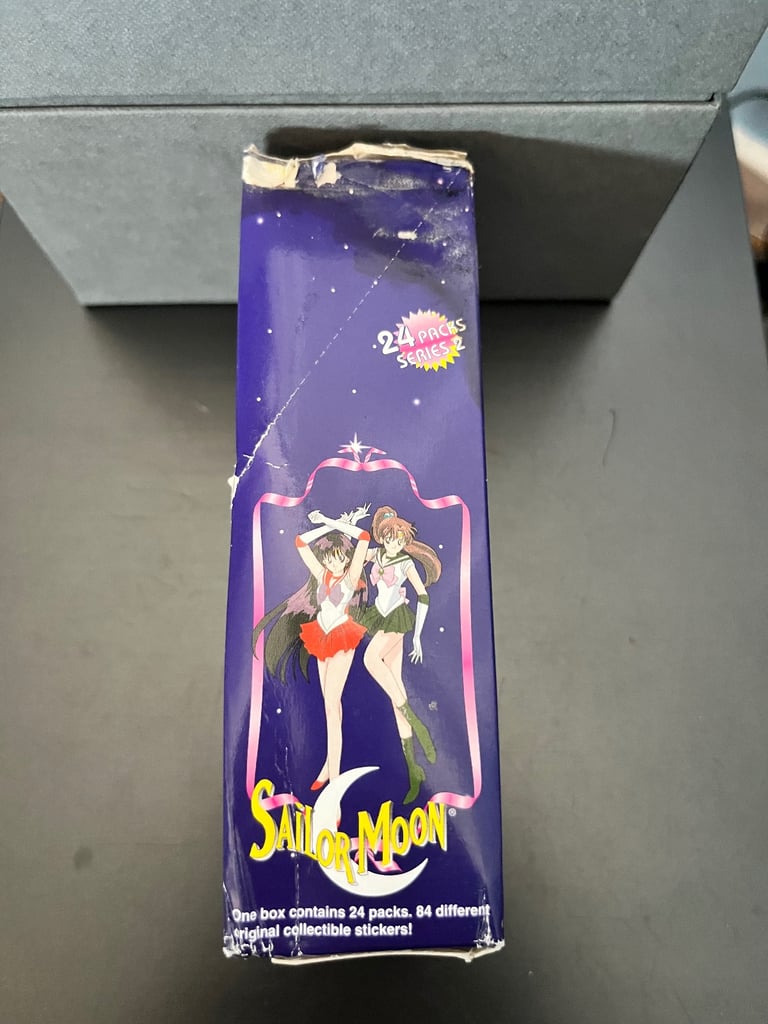 24 PACKS
SERIES 2
SAILOR MOON®
One box contains 24 packs. 84 different
original collectible stickers!